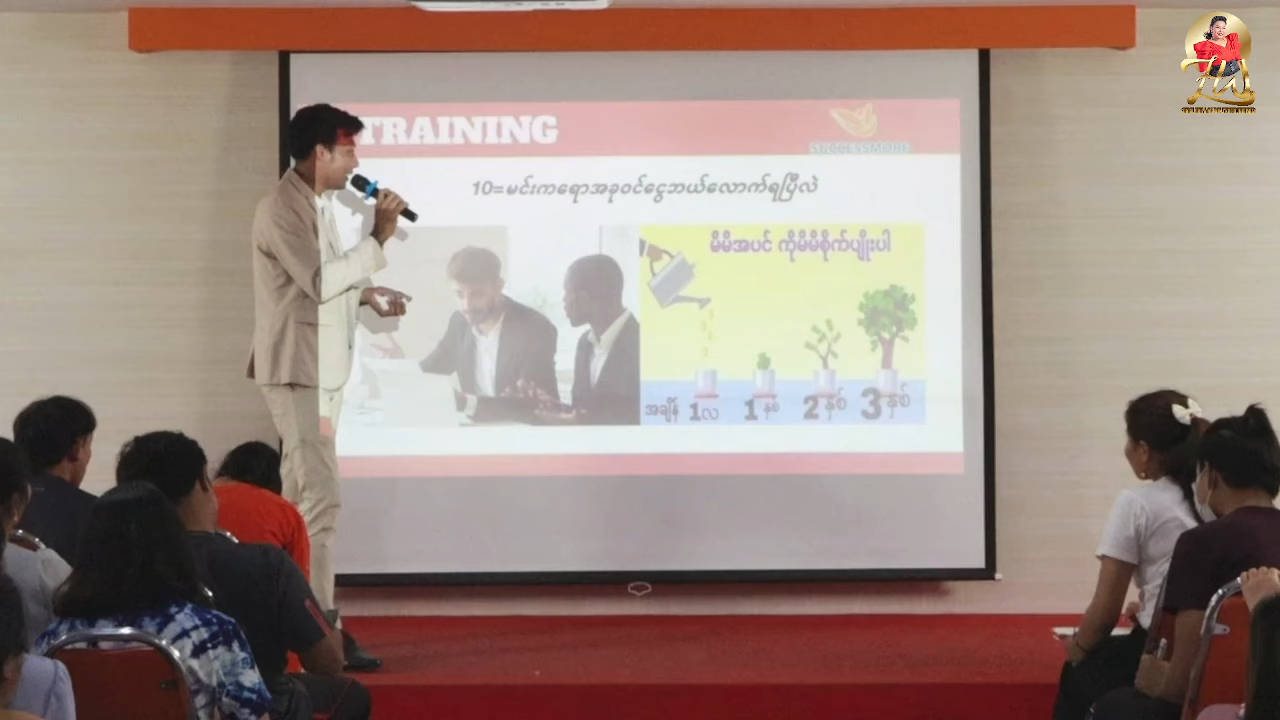 TRAINING
SUCCESSMORE
10=မင်းကရောအခုဝင်ငွေဘယ်လောက်ရပြီလဲ
မိမိအပင် ကိုမိမိစိုက်ပျိုးပါ
အချိန် 1လ 1နှစ် 2နှစ် 3နှစ်